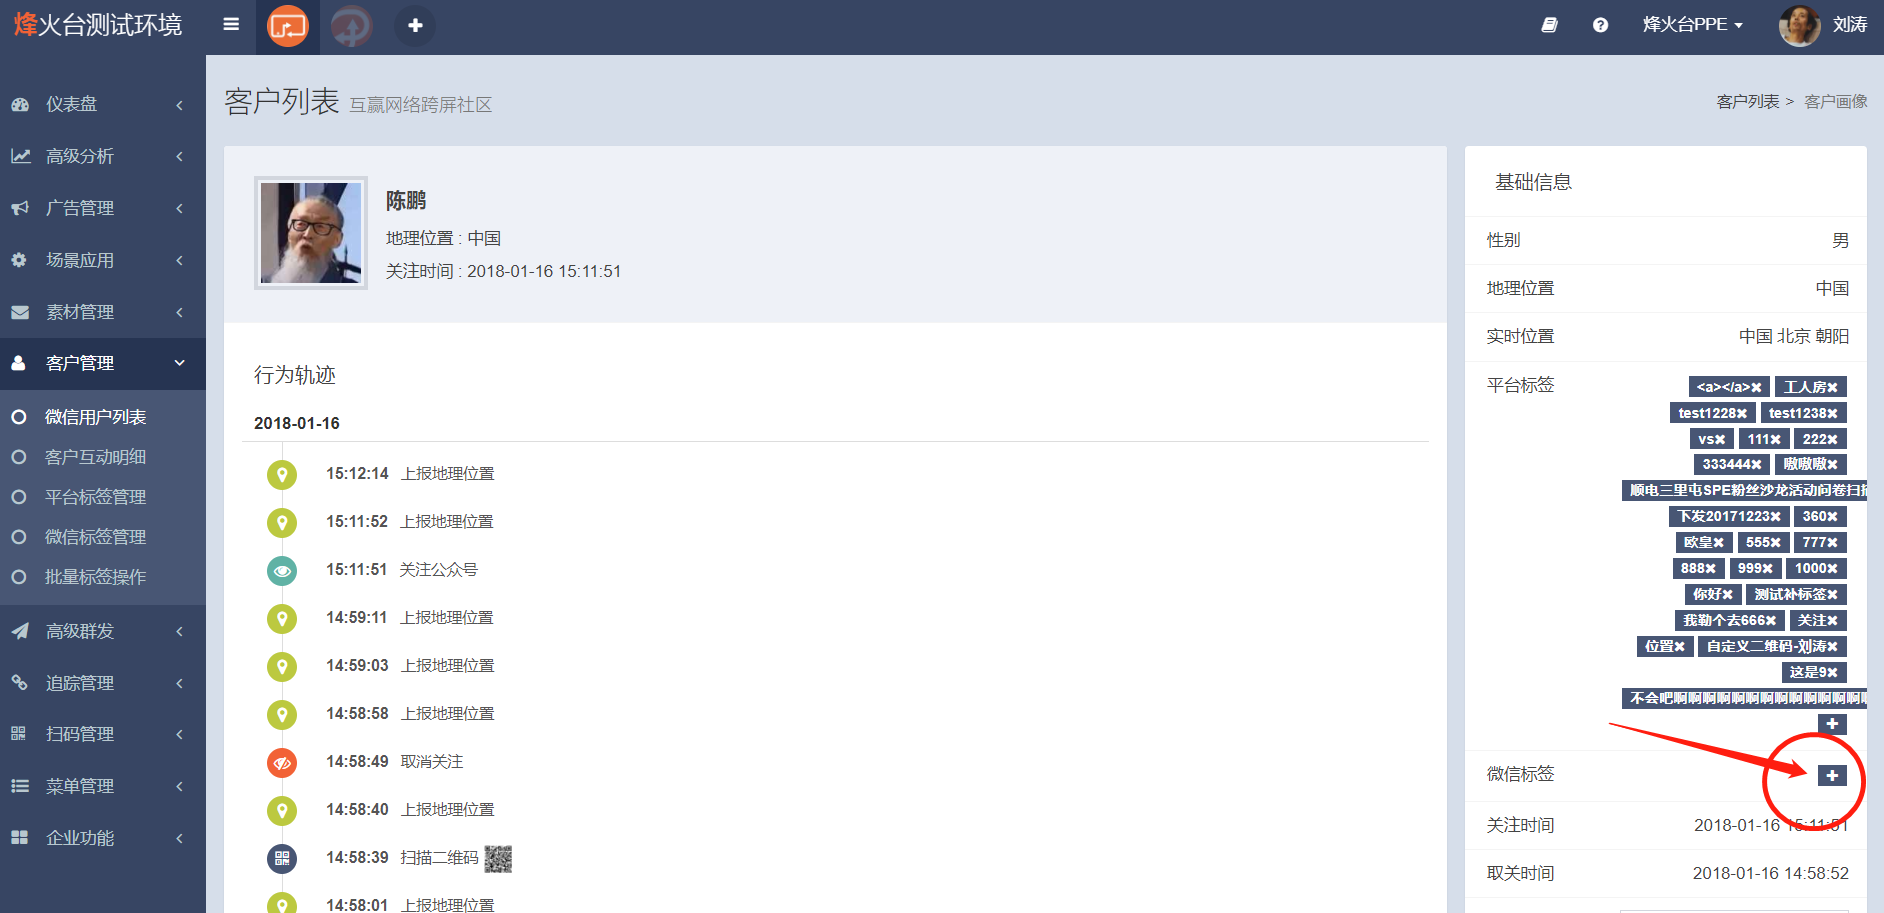 烽火台测试环境
烽火台PPE
刘涛
仪表盘
高级分析
广告管理
场景应用
素材管理
客户管理
微信用户列表
客户互动明细
平台标签管理
微信标签管理
批量标签操作
高级群发
追踪管理
扫码管理
菜单管理
企业功能
客户列表 互赢网络跨屏社区
客户列表 > 客户画像
陈鹏
地理位置 : 中国
关注时间 : 2018-01-16 15:11:51
行为轨迹
2018-01-16
15:12:14 上报地理位置
15:11:52 上报地理位置
15:11:51 关注公众号
14:59:11 上报地理位置
14:59:03 上报地理位置
14:58:58 上报地理位置
14:58:49 取消关注
14:58:40 上报地理位置
14:58:39 扫描二维码
14:58:01 上报地理位置
基础信息
性别 男
地理位置 中国
实时位置 中国 北京 朝阳
平台标签
<a></a>✖ 工人房✖
test1228✖ test1238✖
vs✖ 111✖ 222✖
333444✖ 嗷嗷嗷✖
顺电三里屯SPE粉丝沙龙活动问卷扫描
下发20171223✖ 360✖
欧皇✖ 555✖ 777✖
888✖ 999✖ 1000✖
你好✖ 测试补标签✖
我勒个去666✖ 关注✖
位置✖ 自定义二维码-刘涛✖
这是9✖
不会吧啊啊啊啊啊啊啊啊啊啊啊啊啊
微信标签
关注时间 2018-01-16 15:11:51
取关时间 2018-01-16 14:58:52